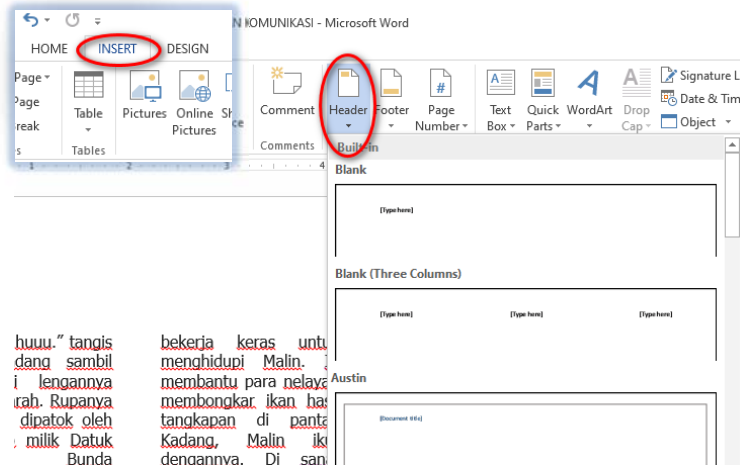 N KOMUNIKASI - Microsoft Word
HOME INSERT DESIGN
Page
Page
reak
s
Table
Tables
Pictures
Online Pictures
Comment
Comments
Header
Footer
Page Number
Text Box
Quick Parts
WordArt
Drop Cap
Signature L
Date & Tim
Object
1 2 4
Built-in
Blank
[Type here]
Blank (Three Columns)
[Type here] [Type here] [Type here]
Austin
[Document title]
huuu.” tangis
dang sambil
i lengannya
rah. Rupanya
dipatok oleh
milik Datuk
Bunda
bekerja keras untu
menghidupi Malin.
membantu para nelaya
membongkar ikan has
tangkapan di panta
Kadang, Malin iku
dengannya. Di sana